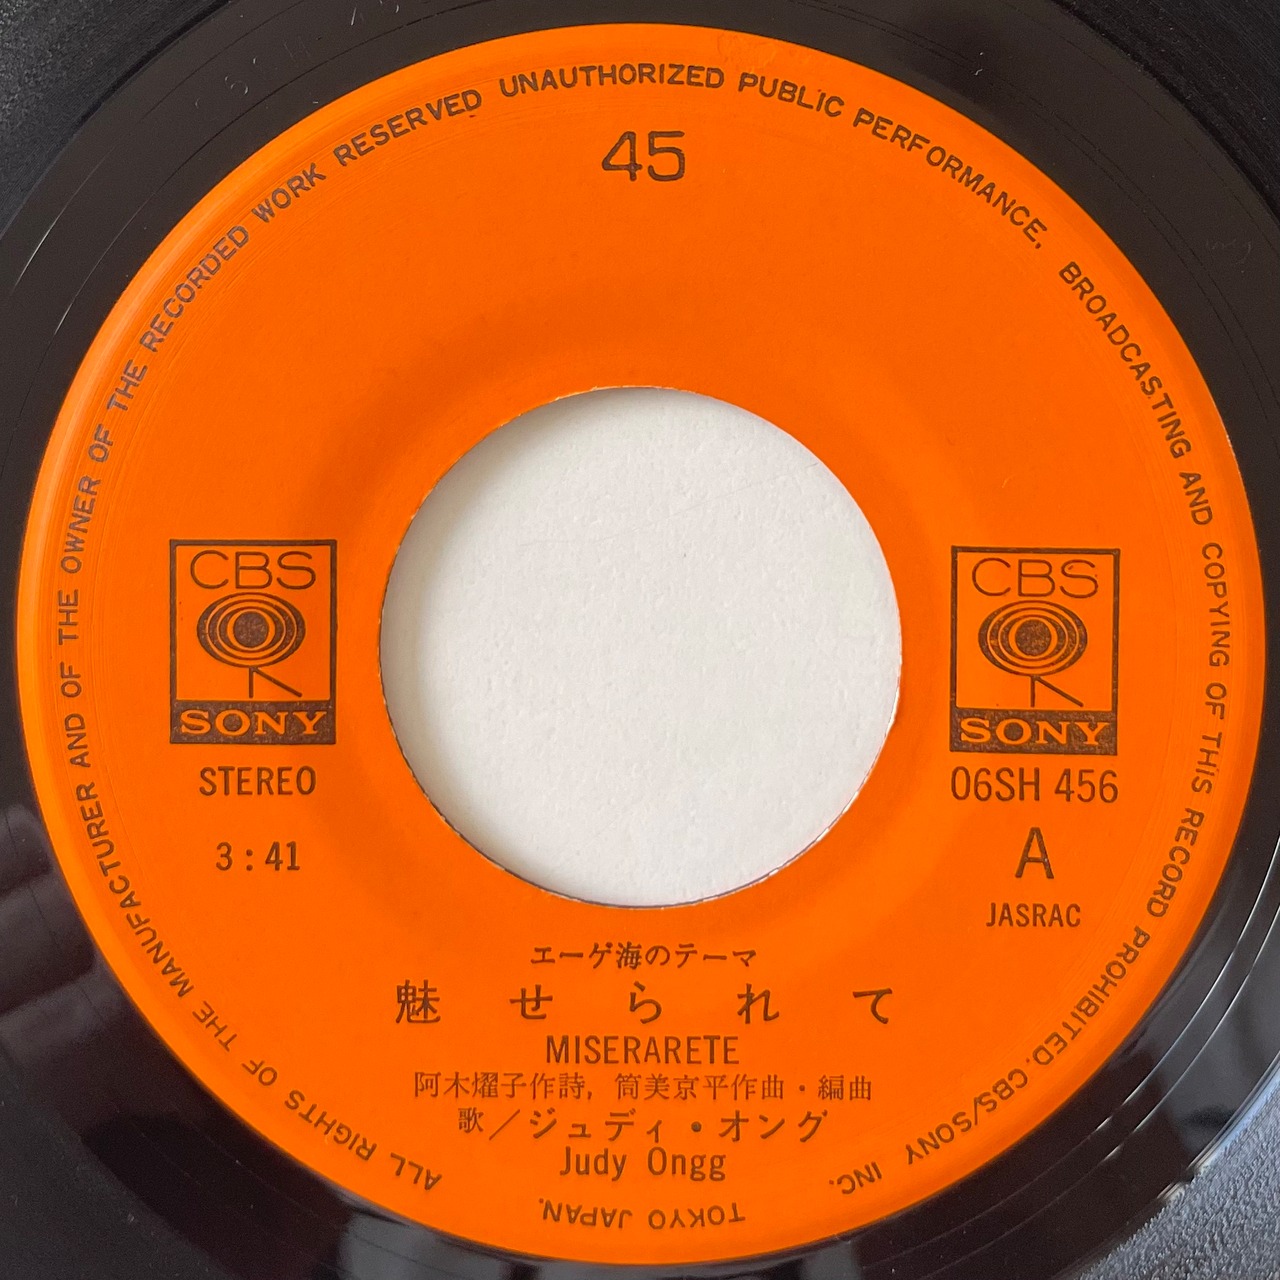 ALL RIGHTS OF THE MANUFACTURER AND OF THE OWNER OF THE RECORDED WORK RESERVED UNAUTHORIZED PUBLIC PERFORMANCE, BROADCASTING AND COPYING OF THIS RECORD PROHIBITED. CBS/SONY INC. TOKYO JAPAN.
45
CBS
SONY
STEREO
3:41
CBS
SONY
06SH 456
A
JASRAC
エーゲ海のテーマ
魅せられて
MISERARETE
阿木燿子作詩，筒美京平作曲・編曲
歌／ジュディ・オング
Judy Ongg